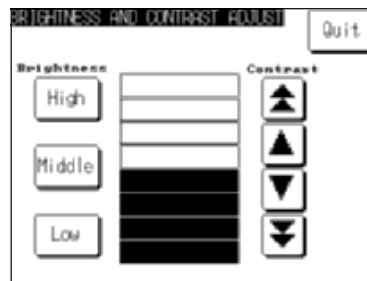 BRIGHTNESS AND CONTRAST ADJUST
Quit
Brightness
Contrast
High
Middle
Low